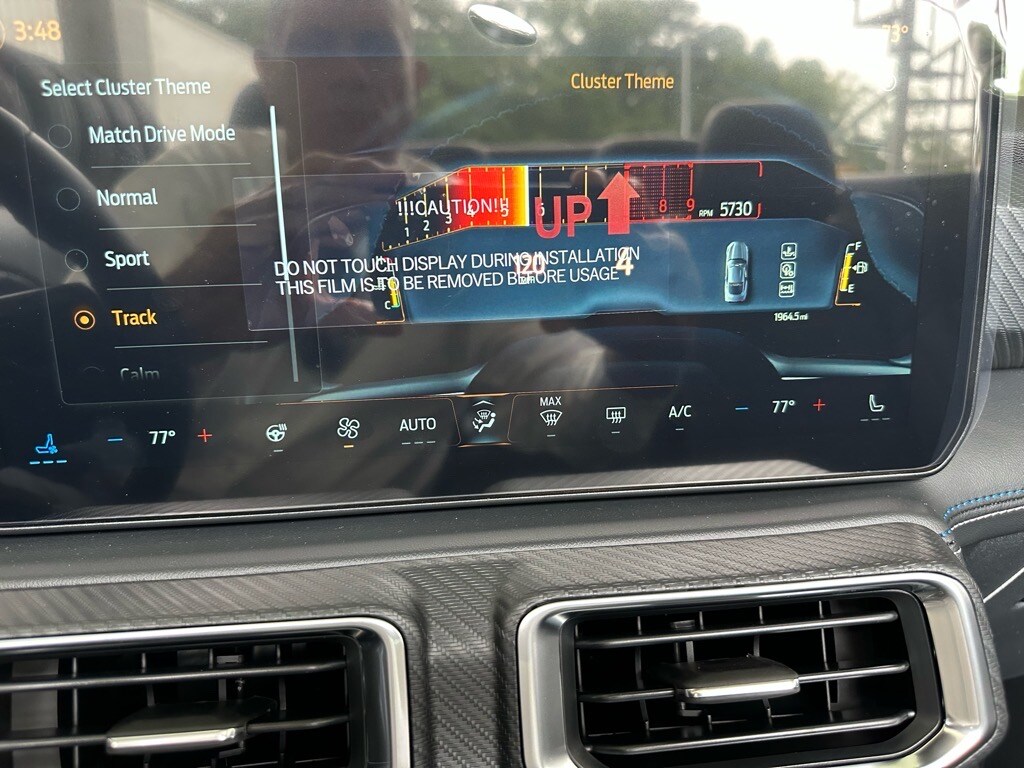 3:48
73°
Select Cluster Theme
Cluster Theme
Match Drive Mode
Normal
Sport
Track
Calm
!!!CAUTION!!!
UP
DO NOT TOUCH DISPLAY DURING INSTALLATION
THIS FILM IS TO BE REMOVED BEFORE USAGE
1 2 3 4 5 6 8 9
RPM 5730
120
4
F
E
C
1964.5 mi
77°
AUTO
MAX
A/C
77°